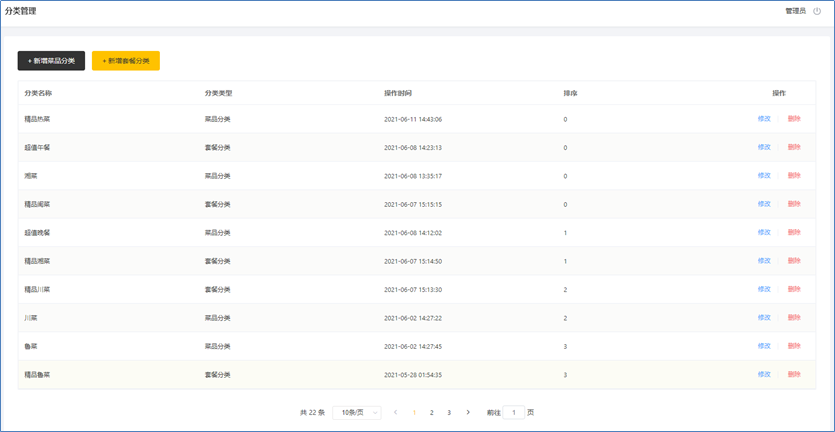 分类管理 管理员
+ 新增菜品分类 + 新增套餐分类
分类名称 分类类型 操作时间 排序 操作
精品热菜 菜品分类 2021-06-11 14:43:06 0 修改 删除
超值午餐 套餐分类 2021-06-08 14:23:13 0 修改 删除
湘菜 菜品分类 2021-06-08 13:35:17 0 修改 删除
精品闽菜 套餐分类 2021-06-07 15:15:15 0 修改 删除
超值晚餐 菜品分类 2021-06-08 14:12:02 1 修改 删除
精品湘菜 套餐分类 2021-06-07 15:14:50 1 修改 删除
精品川菜 套餐分类 2021-06-07 15:13:30 2 修改 删除
川菜 菜品分类 2021-06-02 14:27:22 2 修改 删除
鲁菜 菜品分类 2021-06-02 14:27:45 3 修改 删除
精品鲁菜 套餐分类 2021-05-28 01:54:35 3 修改 删除
共 22 条 10条/页 < 1 2 3 > 前往 1 页